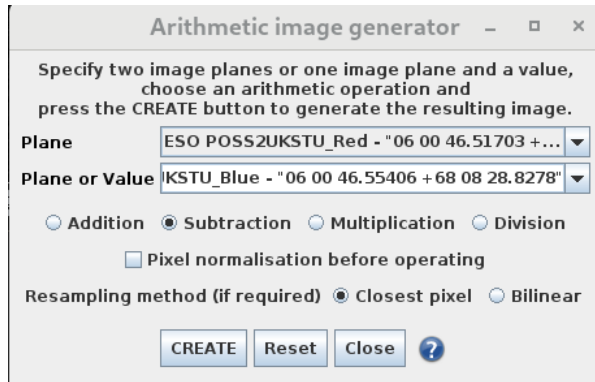 Arithmetic image generator
Specify two image planes or one image plane and a value,
choose an arithmetic operation and
press the CREATE button to generate the resulting image.
Plane ESO POSS2UKSTU_Red - "06 00 46.51703 +...
Plane or Value UKSTU_Blue - "06 00 46.55406 +68 08 28.8278"
Addition Subtraction Multiplication Division
Pixel normalisation before operating
Resampling method (if required) Closest pixel Bilinear
CREATE Reset Close ?